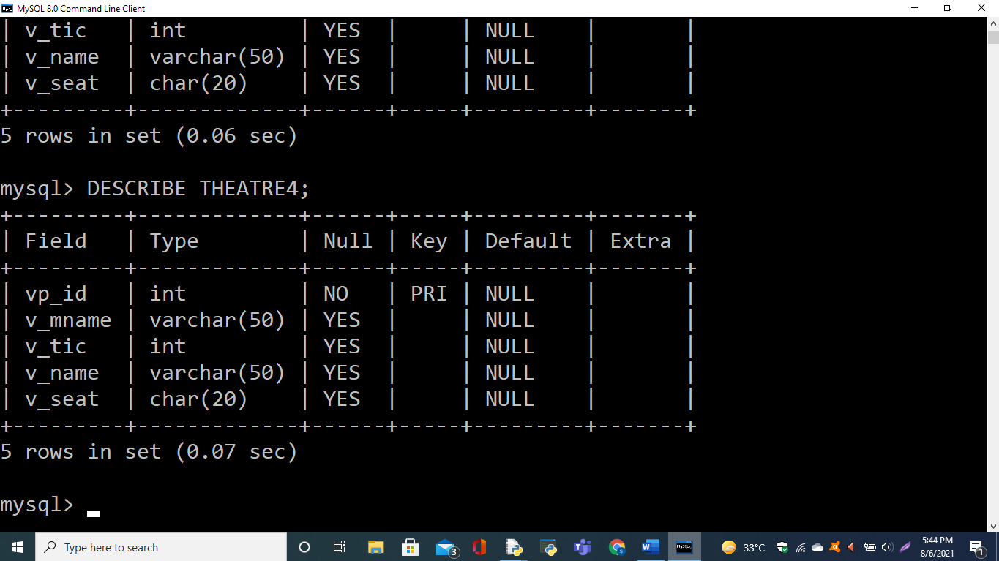 MySQL 8.0 Command Line Client
| v_tic   | int         | YES  |     | NULL    |       |
| v_name  | varchar(50) | YES  |     | NULL    |       |
| v_seat  | char(20)    | YES  |     | NULL    |       |
+---------+-------------+------+-----+---------+-------+
5 rows in set (0.06 sec)
mysql> DESCRIBE THEATRE4;
+---------+-------------+------+-----+---------+-------+
| Field   | Type        | Null | Key | Default | Extra |
+---------+-------------+------+-----+---------+-------+
| vp_id   | int         | NO   | PRI | NULL    |       |
| v_mname | varchar(50) | YES  |     | NULL    |       |
| v_tic   | int         | YES  |     | NULL    |       |
| v_name  | varchar(50) | YES  |     | NULL    |       |
| v_seat  | char(20)    | YES  |     | NULL    |       |
+---------+-------------+------+-----+---------+-------+
5 rows in set (0.07 sec)
mysql>
Type here to search
3
33°C
5:44 PM
8/6/2021
1